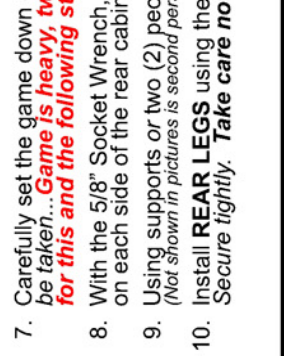 7. Carefully set the game down
be taken...Game is heavy, tw
for this and the following st
8. With the 5/8" Socket Wrench,
on each side of the rear cabin
9. Using supports or two (2) peo
(Not shown in pictures is second per
10. Install REAR LEGS using the
Secure tightly. Take care no